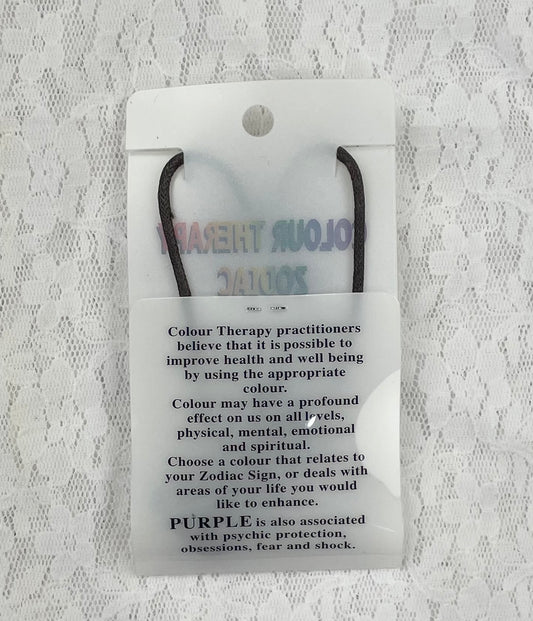 COLOUR THERAPY
ZODIAC
Colour Therapy practitioners
believe that it is possible to
improve health and well being
by using the appropriate
colour.
Colour may have a profound
effect on us on all levels,
physical, mental, emotional
and spiritual.
Choose a colour that relates to
your Zodiac Sign, or deals with
areas of your life you would
like to enhance.
PURPLE is also associated
with psychic protection,
obsessions, fear and shock.